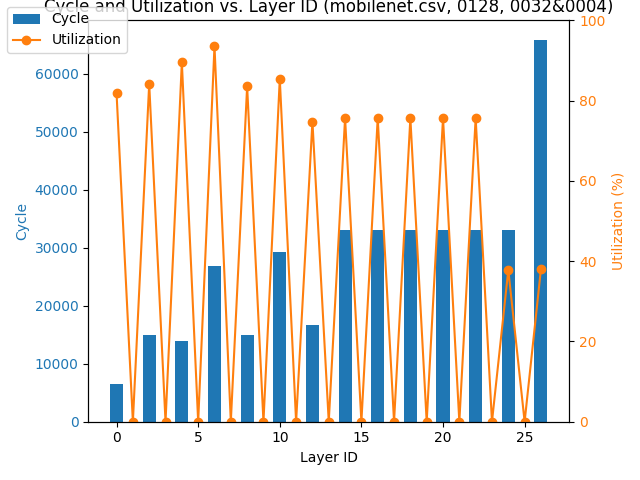 Cycle and Utilization vs. Layer ID (mobilenet.csv, 0128, 0032&0004)
Cycle
Utilization
60000
50000
40000
30000
20000
10000
0
Cycle
100
80
60
40
20
0
Utilization (%)
0 5 10 15 20 25
Layer ID